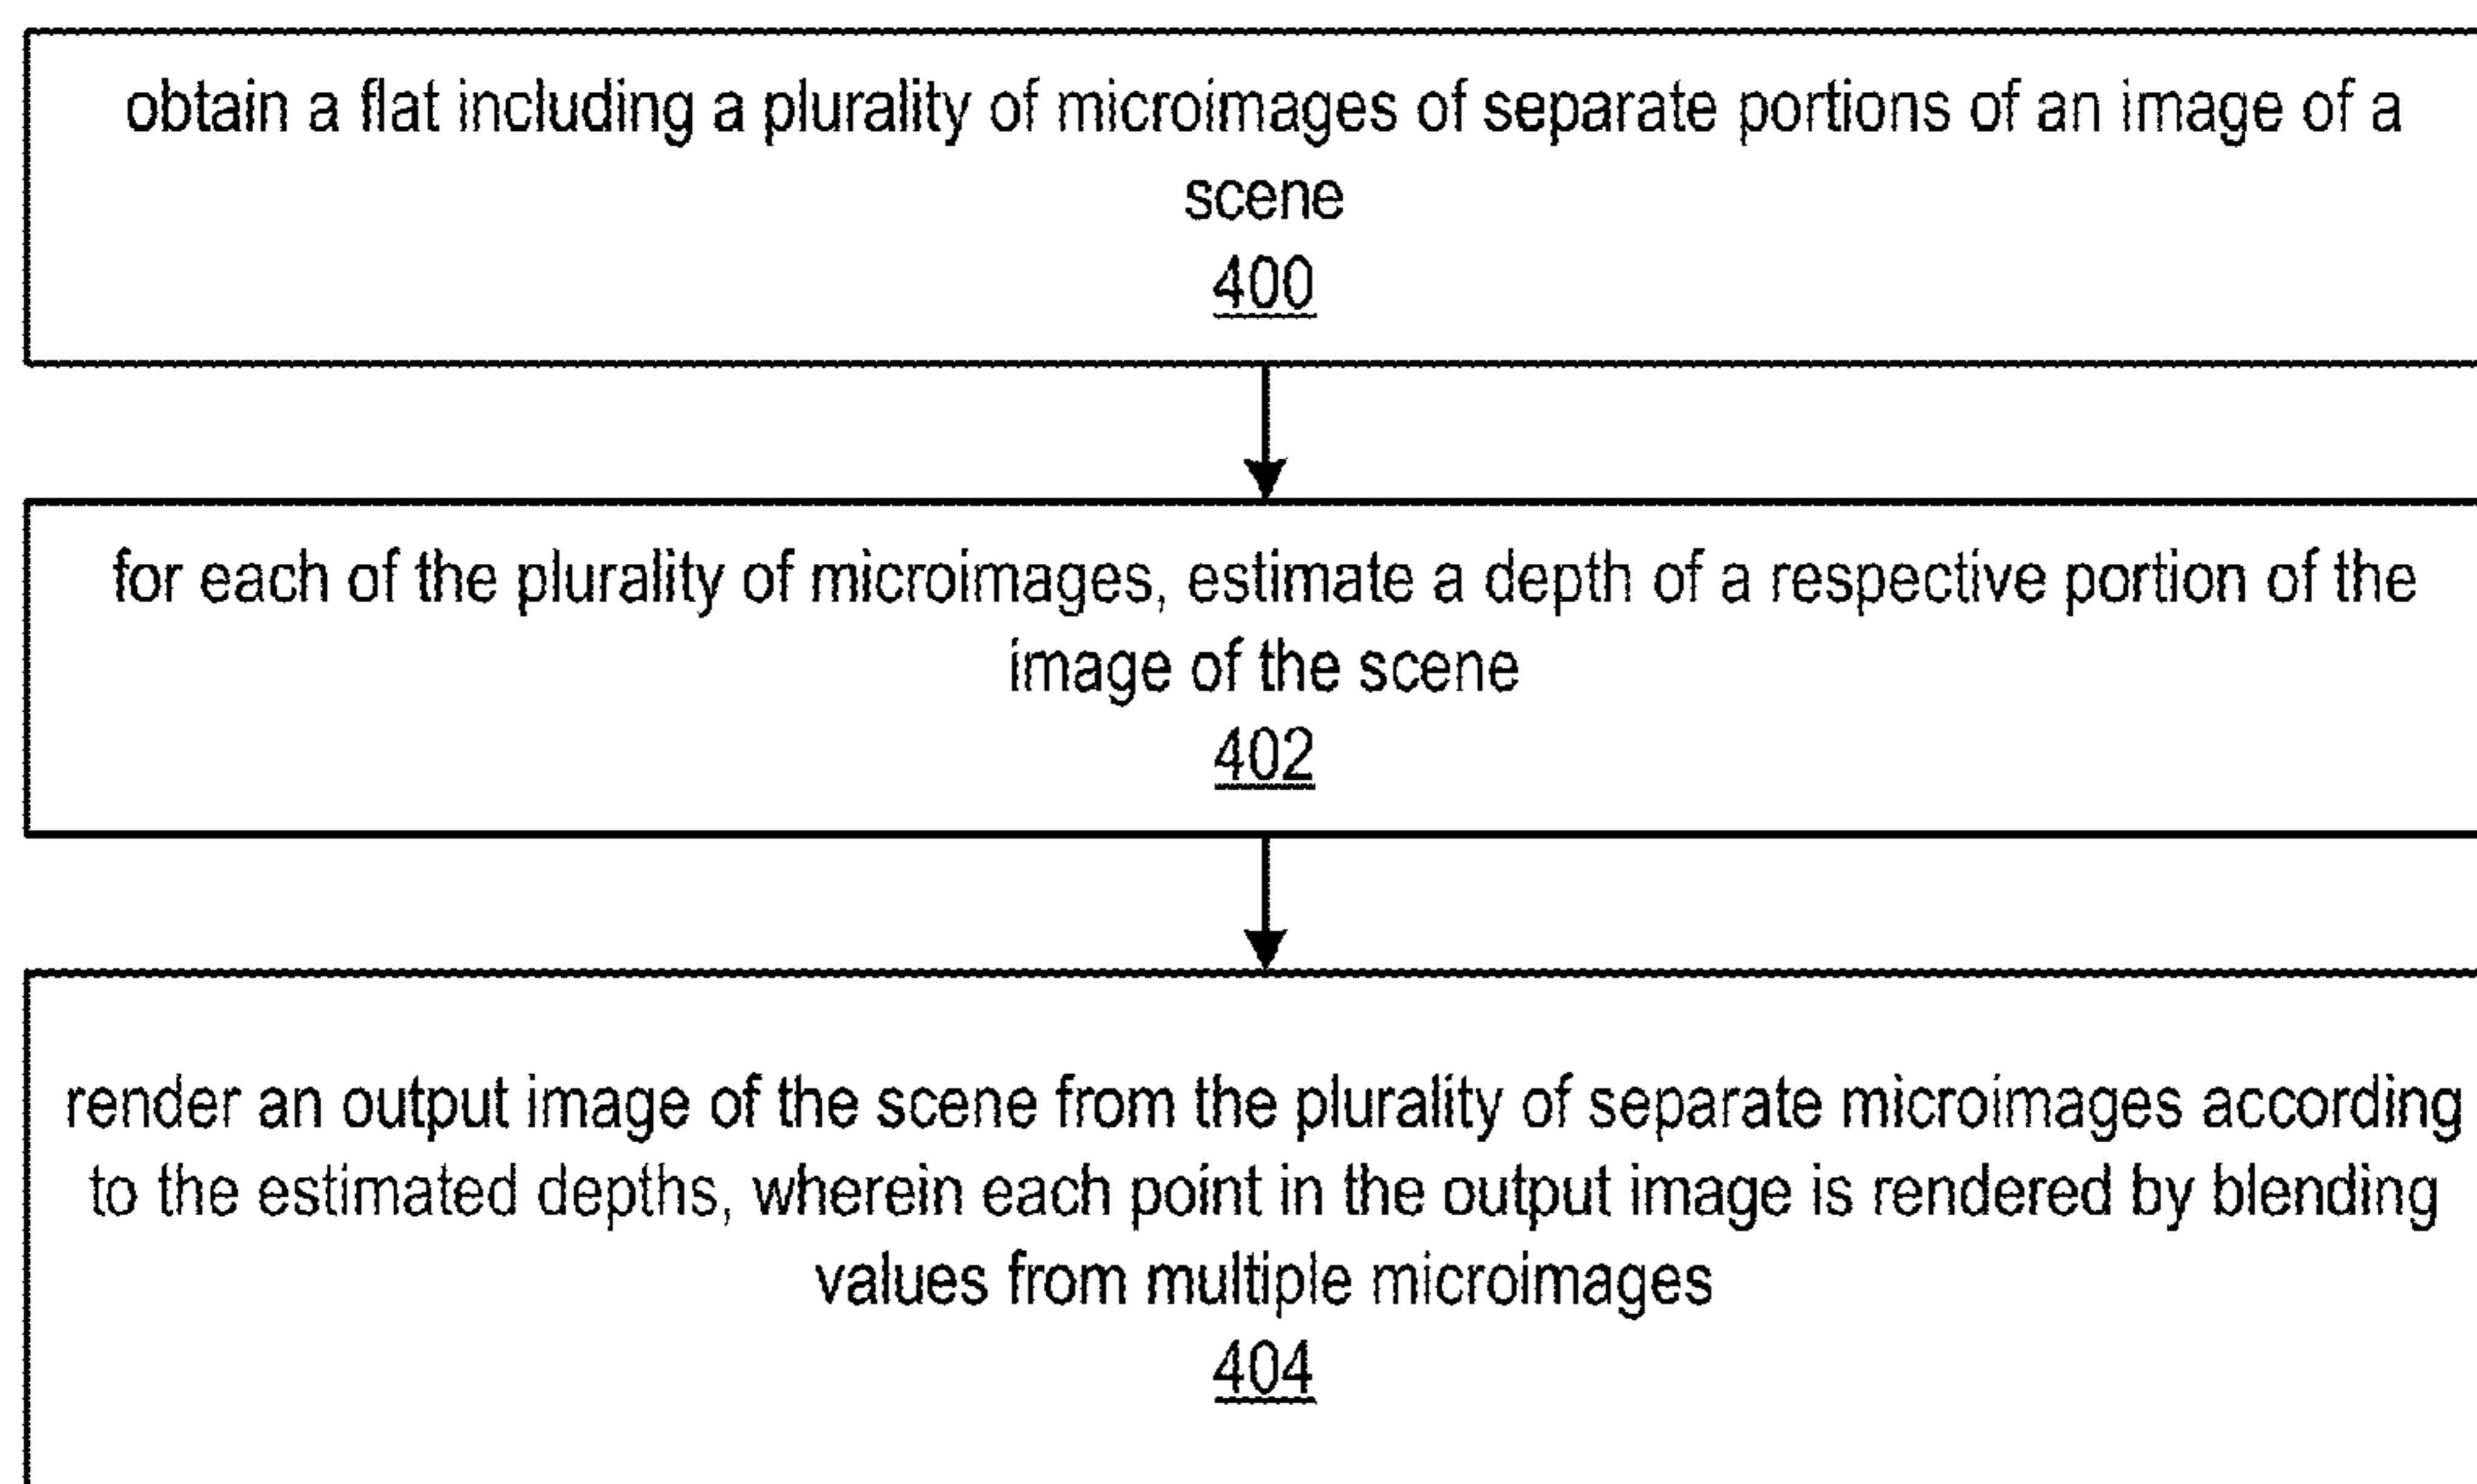 obtain a flat including a plurality of microimages of separate portions of an image of a
scene
400
for each of the plurality of microimages, estimate a depth of a respective portion of the
image of the scene
402
render an output image of the scene from the plurality of separate microimages according
to the estimated depths, wherein each point in the output image is rendered by blending
values from multiple microimages
404